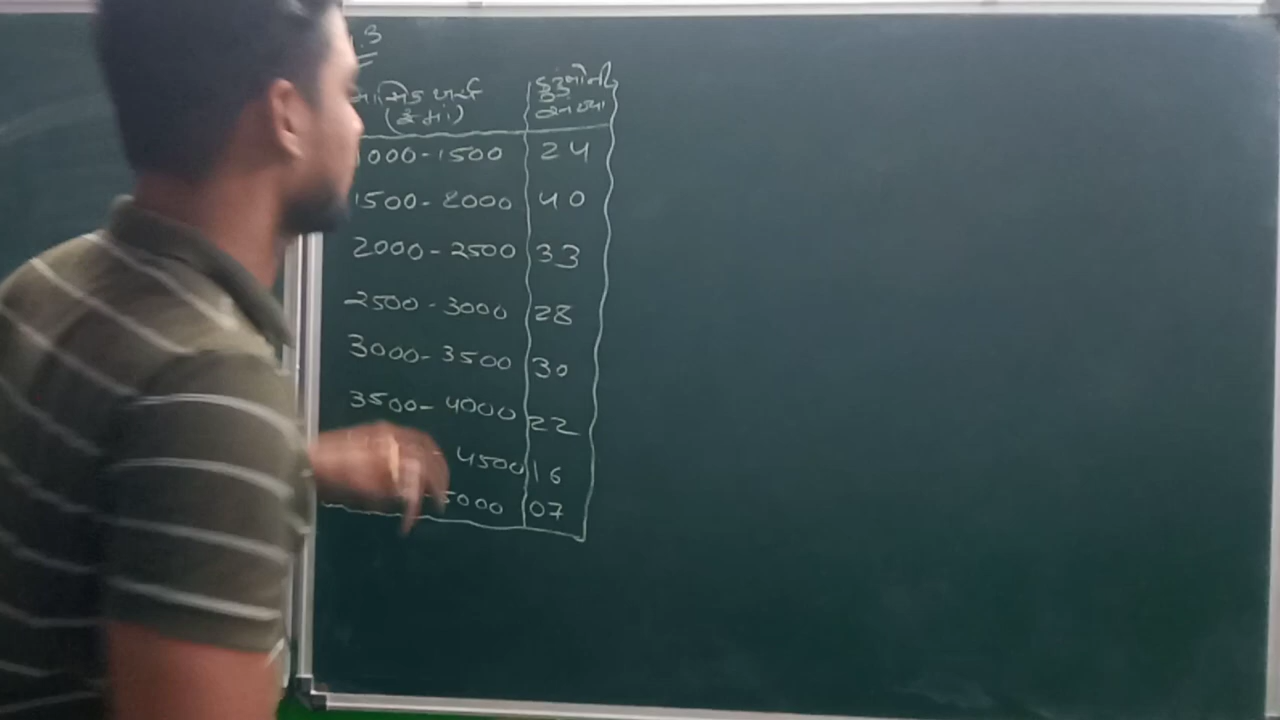 .3
માસિક ખર્ચ
(₹ માં)
કુટુંબોની
સંખ્યા
1000-1500 24
1500-2000 40
2000-2500 33
2500-3000 28
3000-3500 30
3500-4000 22
- 4500 16
-5000 07